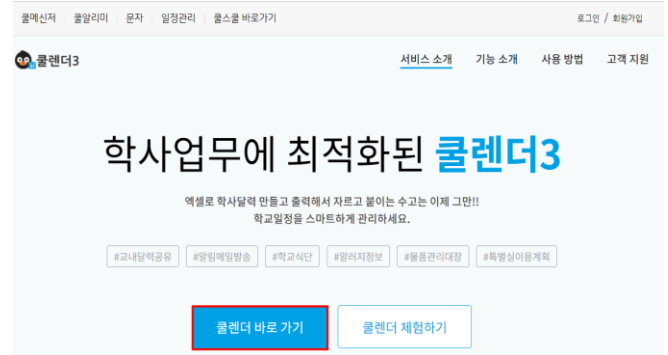 쿨메신저 쿨알리미 문자 일정관리 쿨스쿨 바로가기 로그인 / 회원가입
쿨렌더3 서비스 소개 기능 소개 사용 방법 고객 지원
학사업무에 최적화된 쿨렌더3
엑셀로 학사달력 만들고 출력해서 자르고 붙이는 수고는 이제 그만!!
학교일정을 스마트하게 관리하세요.
#교내달력공유 #알림메일발송 #학교식단 #알러지정보 #물품관리대장 #특별실이용계획
쿨렌더 바로 가기 쿨렌더 체험하기